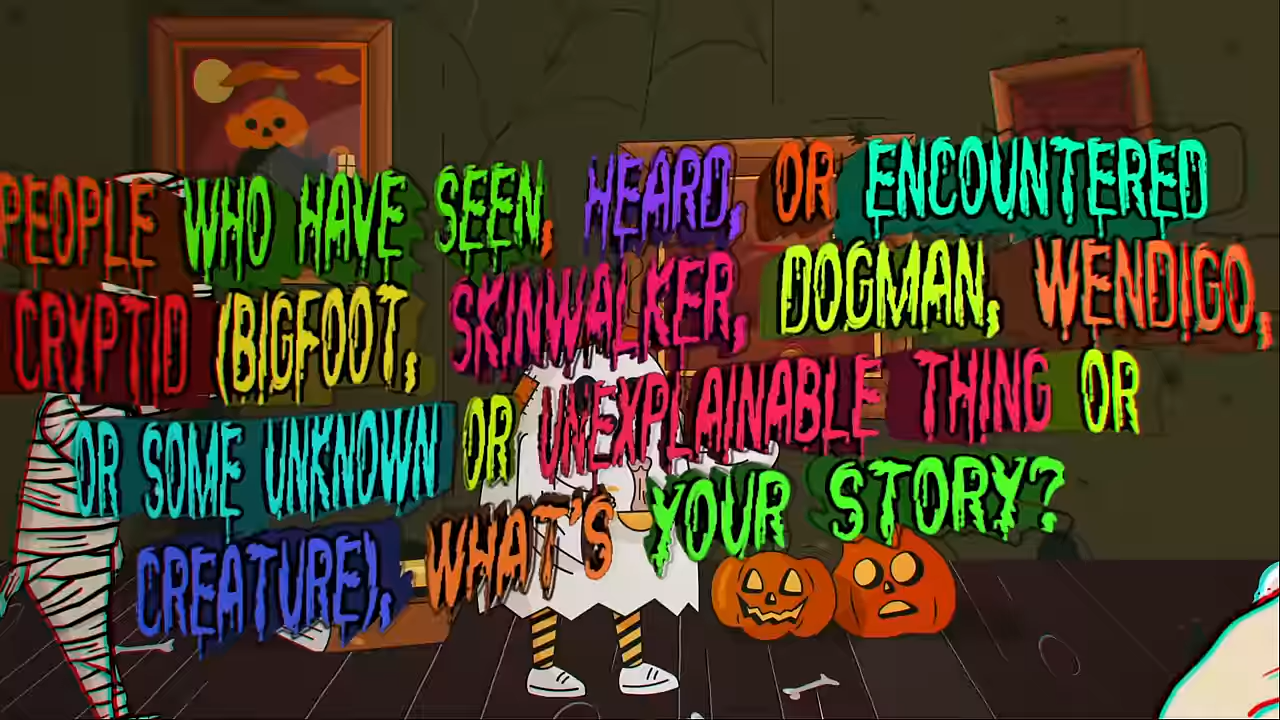 PEOPLE WHO HAVE SEEN, HEARD, OR ENCOUNTERED
CRYPTID (BIGFOOT, SKINWALKER, DOGMAN, WENDIGO,
OR SOME UNKNOWN OR UNEXPLAINABLE THING OR
CREATURE), WHAT'S YOUR STORY?